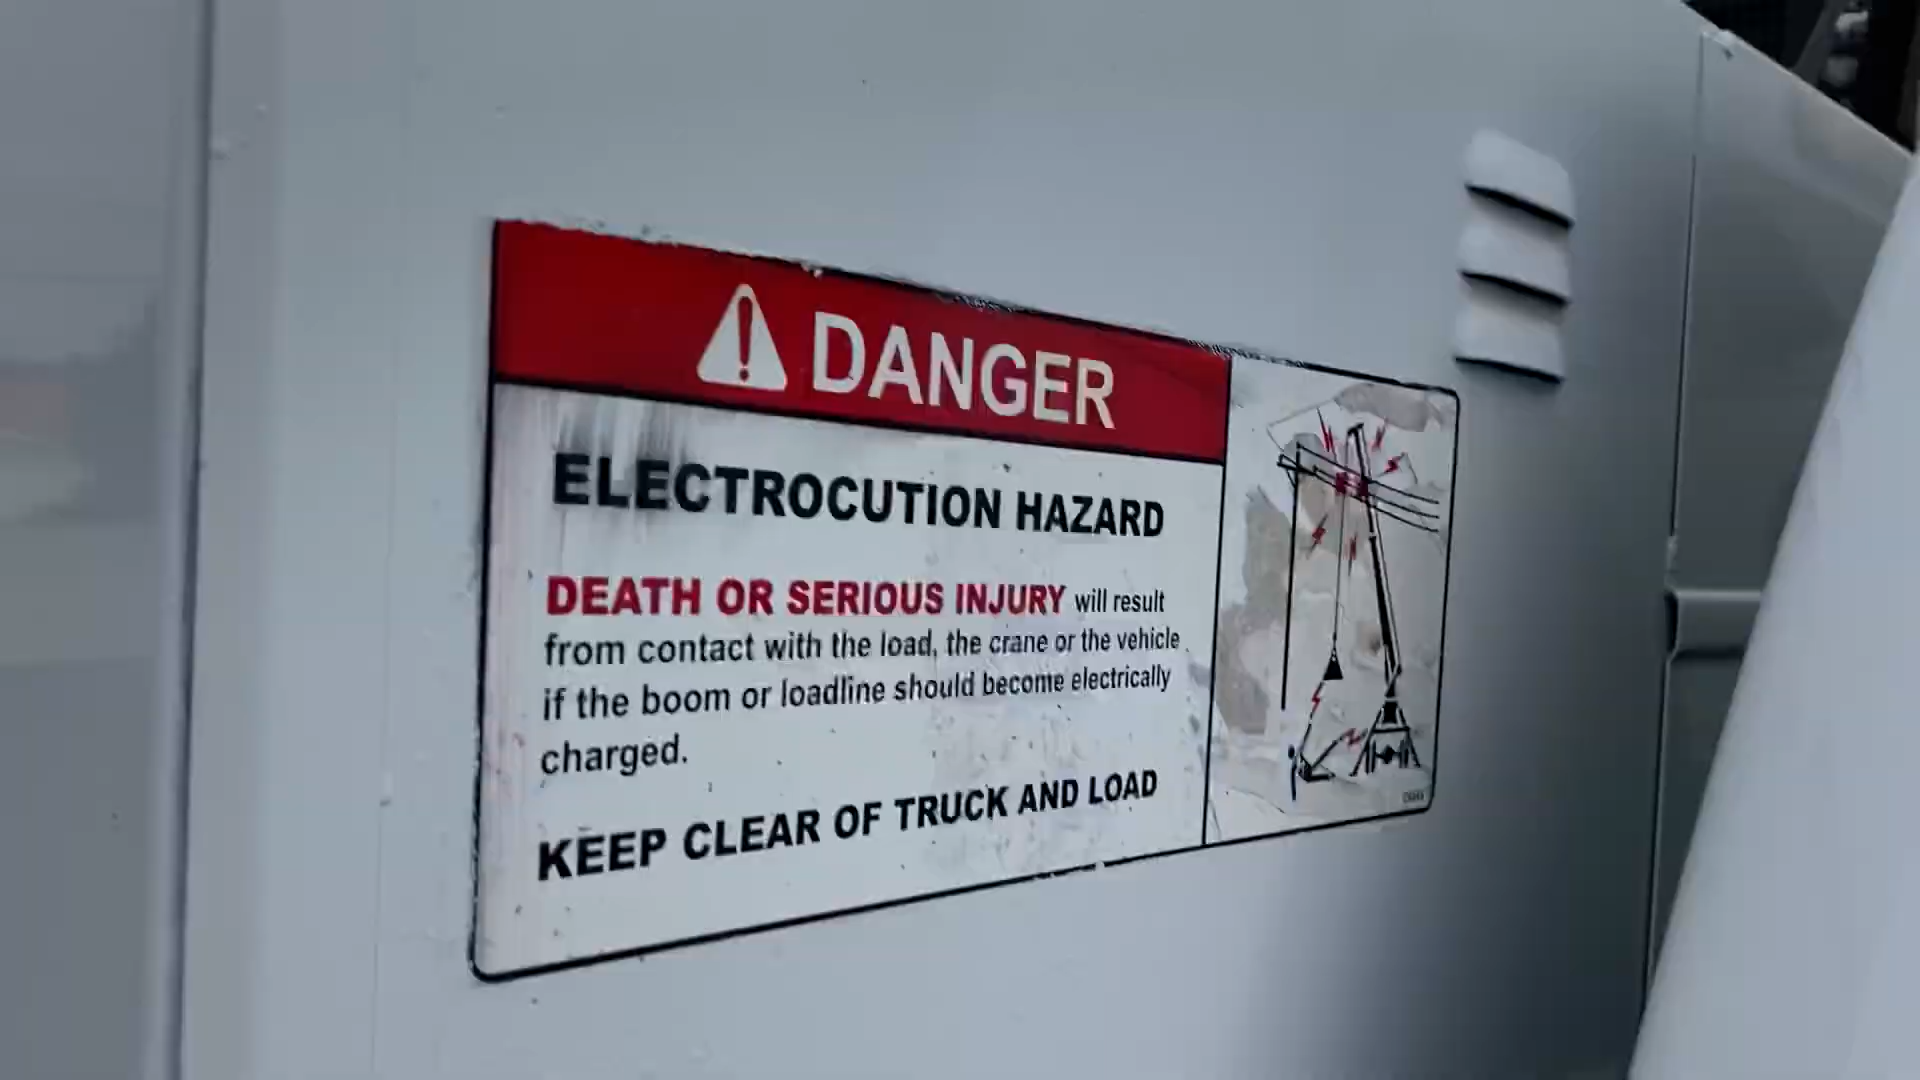 DANGER
ELECTROCUTION HAZARD
DEATH OR SERIOUS INJURY will result
from contact with the load, the crane or the vehicle
if the boom or loadline should become electrically
charged.
KEEP CLEAR OF TRUCK AND LOAD